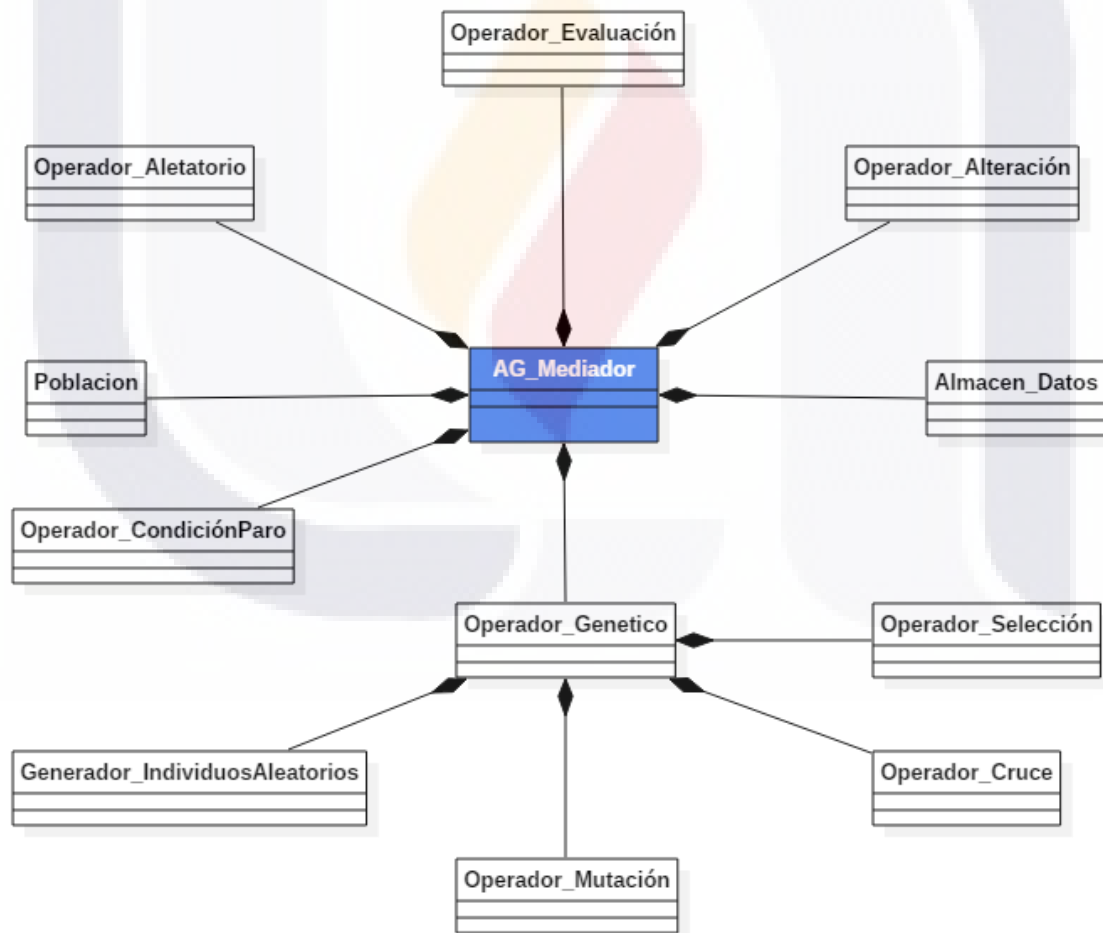 Operador_Evaluación
Operador_Aletatorio
Operador_Alteración
AG_Mediador
Poblacion
Almacen_Datos
Operador_CondiciónParo
Operador_Genetico
Operador_Selección
Generador_IndividuosAleatorios
Operador_Cruce
Operador_Mutación